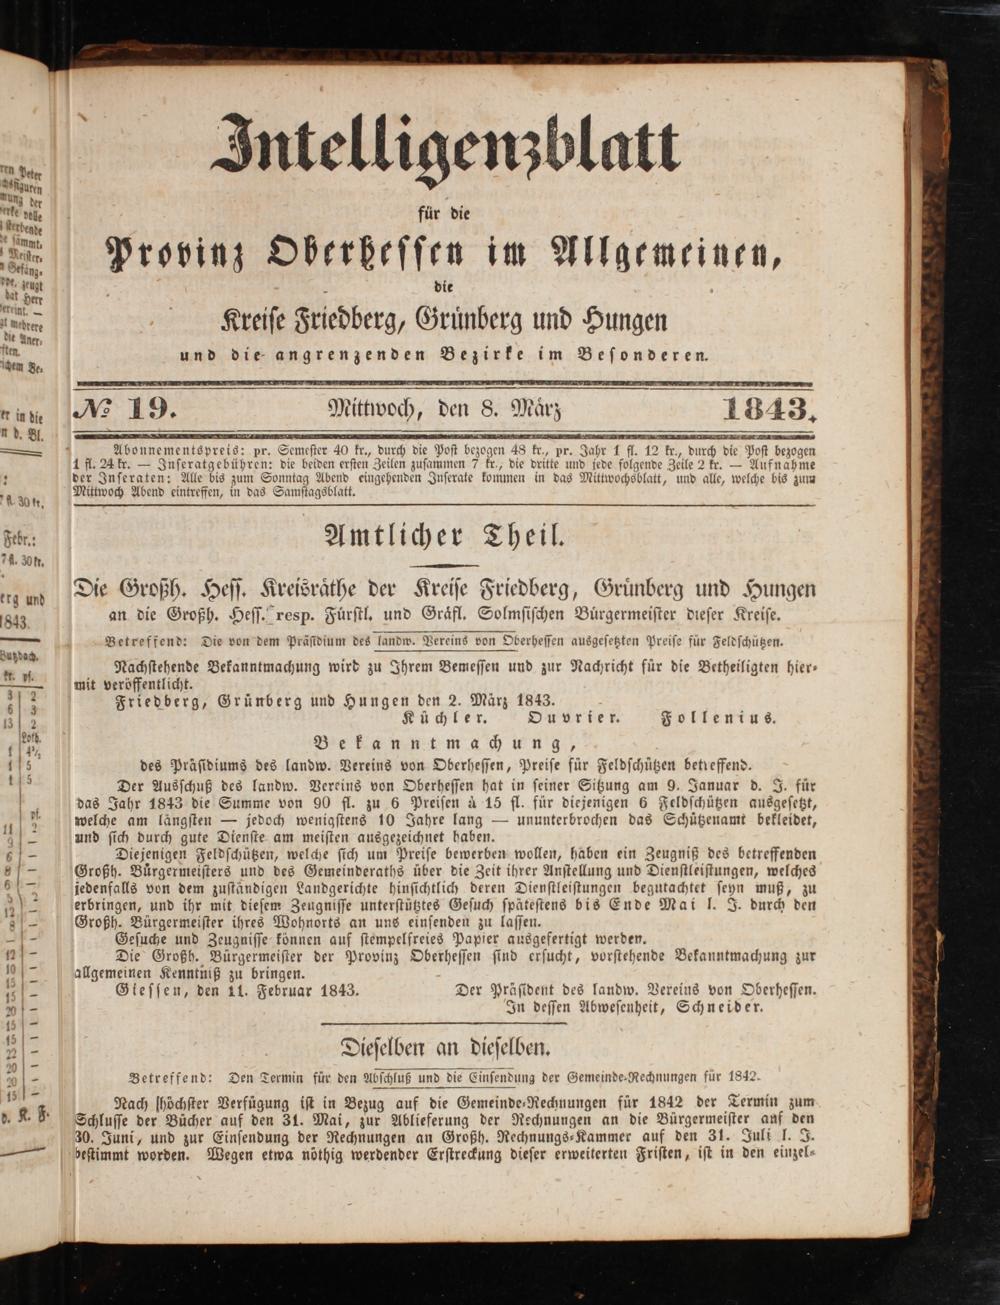 Intelligenzblatt
für die
Provinz Oberhessen im Allgemeinen,
die
Kreise Friedberg, Grünberg und Hungen
und die angrenzenden Bezirke im Besonderen.
№ 19. Mittwoch, den 8. März 1843.
Abonnementspreis: pr. Semester 40 kr., durch die Post bezogen 48 kr., pr. Jahr 1 fl. 12 kr., durch die Post bezogen
1 fl. 24 kr. — Inseratgebühren: die beiden ersten Zeilen zusammen 7 kr., die dritte und jede folgende Zeile 2 kr. — Aufnahme
der Inseraten: Alle bis zum Sonntag Abend eingehenden Inserate kommen in das Mittwochsblatt, und alle, welche bis zum
Mittwoch Abend eintreffen, in das Samstagsblatt.
Amtlicher Theil.
Die Großh. Hess. Kreisräthe der Kreise Friedberg, Grünberg und Hungen
an die Großh. Hess. resp. Fürstl. und Gräfl. Solmsischen Bürgermeister dieser Kreise.
Betreffend: Die von dem Präsidium des landw. Vereins von Oberhessen ausgesetzten Preise für Feldschützen.
Nachstehende Bekanntmachung wird zu Ihrem Bemessen und zur Nachricht für die Betheiligten hier-
mit veröffentlicht.
Friedberg, Grünberg und Hungen den 2. März 1843.
Küchler. Ouvrier. Follenius.
Bekanntmachung,
des Präsidiums des landw. Vereins von Oberhessen, Preise für Feldschützen betreffend.
Der Ausschuß des landw. Vereins von Oberhessen hat in seiner Sitzung am 9. Januar d. J. für
das Jahr 1843 die Summe von 90 fl. zu 6 Preisen à 15 fl. für diejenigen 6 Feldschützen ausgesetzt,
welche am längsten — jedoch wenigstens 10 Jahre lang — ununterbrochen das Schützenamt bekleidet,
und sich durch gute Dienste am meisten ausgezeichnet haben.
Diejenigen Feldschützen, welche sich um Preise bewerben wollen, haben ein Zeugniß des betreffenden
Großh. Bürgermeisters und des Gemeinderaths über die Zeit ihrer Anstellung und Dienstleistungen, welches
jedenfalls von dem zuständigen Landgerichte hinsichtlich deren Dienstleistungen begutachtet seyn muß, zu
erbringen, und ihr mit diesem Zeugnisse unterstütztes Gesuch spätestens bis Ende Mai l. J. durch den
Großh. Bürgermeister ihres Wohnorts an uns einsenden zu lassen.
Gesuche und Zeugnisse können auf stempelfreies Papier ausgefertigt werden.
Die Großh. Bürgermeister der Provinz Oberhessen sind ersucht, vorstehende Bekanntmachung zur
allgemeinen Kenntniß zu bringen.
Giessen, den 11. Februar 1843. Der Präsident des landw. Vereins von Oberhessen.
In dessen Abwesenheit, Schneider.
Dieselben an dieselben.
Betreffend: Den Termin für den Abschluß und die Einsendung der Gemeinde-Rechnungen für 1842.
Nach höchster Verfügung ist in Bezug auf die Gemeinde-Rechnungen für 1842 der Termin zum
Schlusse der Bücher auf den 31. Mai, zur Ablieferung der Rechnungen an die Bürgermeister auf den
30. Juni, und zur Einsendung der Rechnungen an Großh. Rechnungs-Kammer auf den 31. Juli l. J.
bestimmt worden. Wegen etwa nöthig werdender Erstreckung dieser erweiterten Fristen, ist in den einzel-